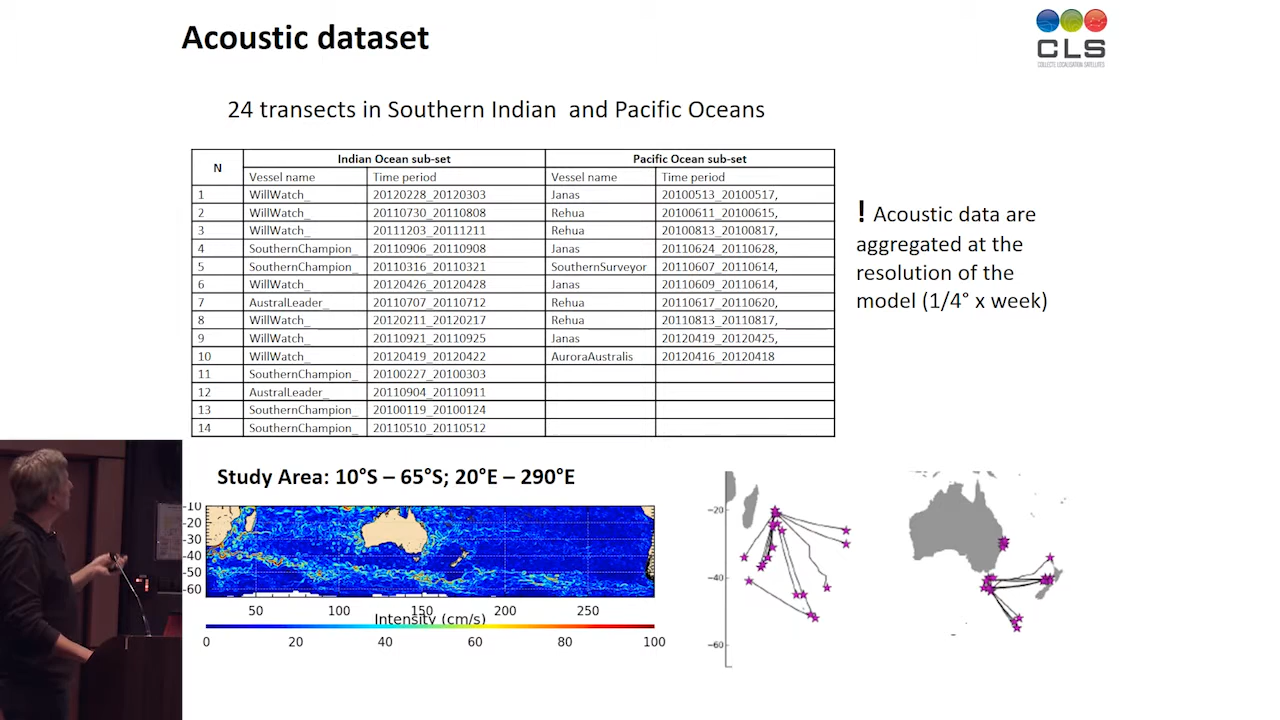 Acoustic dataset
CLS
COLLECTE LOCALISATION SATELLITES
24 transects in Southern Indian and Pacific Oceans
N
Indian Ocean sub-set
Pacific Ocean sub-set
Vessel name
Time period
Vessel name
Time period
1 WillWatch_ 20120228_20120303 Janas 20100513_20100517,
2 WillWatch_ 20110730_20110808 Rehua 20100611_20100615,
3 WillWatch_ 20111203_20111211 Rehua 20100813_20100817,
4 SouthernChampion_ 20110906_20110908 Janas 20110624_20110628,
5 SouthernChampion_ 20110316_20110321 SouthernSurveyor 20110607_20110614,
6 WillWatch_ 20120426_20120428 Janas 20110609_20110614,
7 AustralLeader_ 20110707_20110712 Rehua 20110617_20110620,
8 WillWatch_ 20120211_20120217 Rehua 20110813_20110817,
9 WillWatch_ 20110921_20110925 Janas 20120419_20120425,
10 WillWatch_ 20120419_20120422 AuroraAustralis 20120416_20120418
11 SouthernChampion_ 20100227_20100303
12 AustralLeader_ 20110904_20110911
13 SouthernChampion_ 20100119_20100124
14 SouthernChampion_ 20110510_20110512
! Acoustic data are
aggregated at the
resolution of the
model (1/4° x week)
Study Area: 10°S – 65°S; 20°E – 290°E
-10
-20
-30
-40
-50
-60
50 100 150 200 250
Intensity (cm/s)
0 20 40 60 80 100
-20
-40
-60